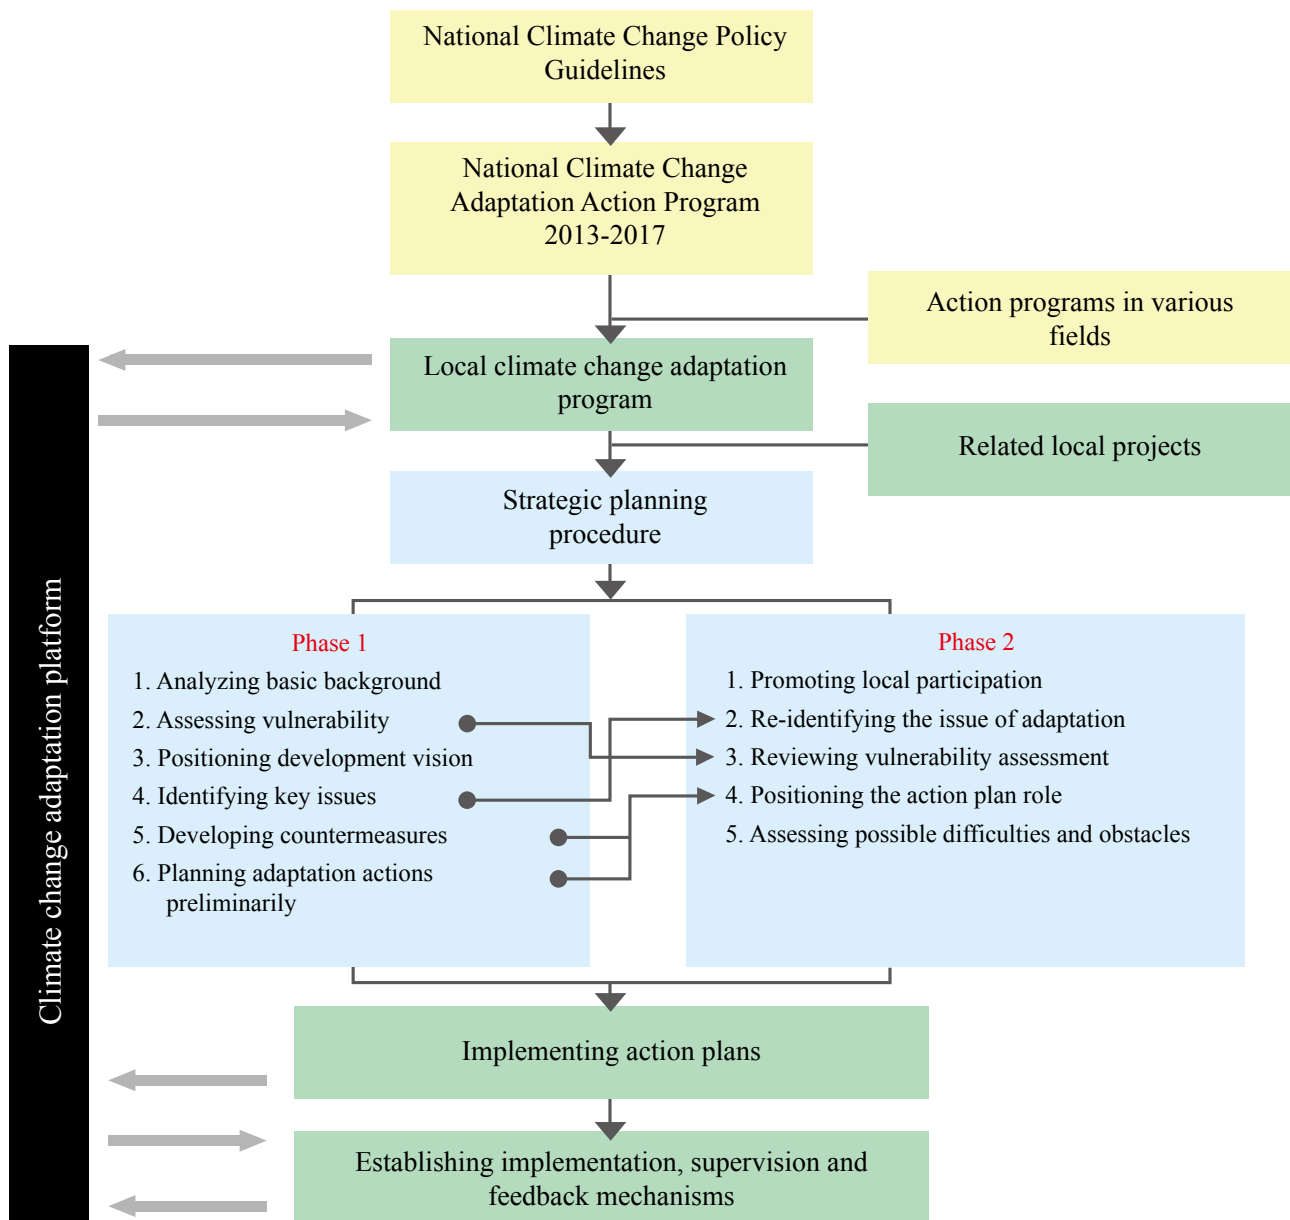 National Climate Change Policy
Guidelines
National Climate Change
Adaptation Action Program
2013-2017
Action programs in various
fields
Local climate change adaptation
program
Related local projects
Strategic planning
procedure
Climate change adaptation platform
Phase 1
1. Analyzing basic background
2. Assessing vulnerability
3. Positioning development vision
4. Identifying key issues
5. Developing countermeasures
6. Planning adaptation actions
preliminarily
Phase 2
1. Promoting local participation
2. Re-identifying the issue of adaptation
3. Reviewing vulnerability assessment
4. Positioning the action plan role
5. Assessing possible difficulties and obstacles
Implementing action plans
Establishing implementation, supervision and
feedback mechanisms